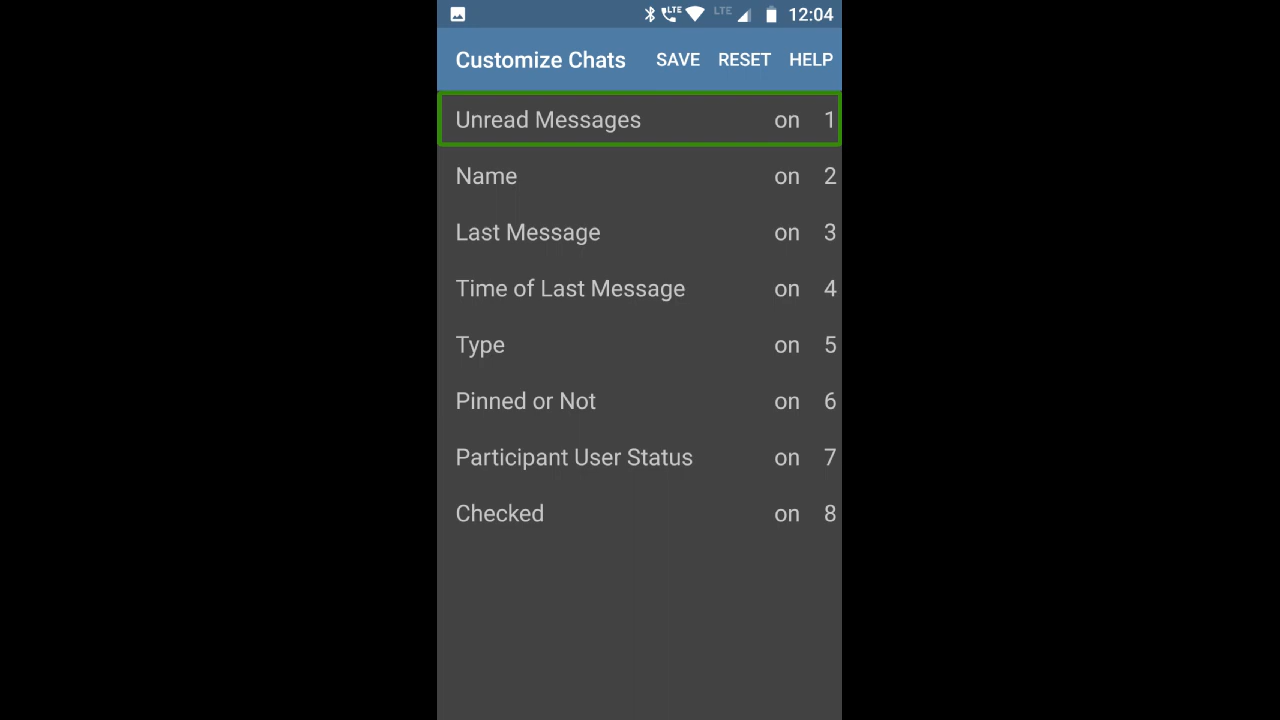 LTE LTE 12:04
Customize Chats SAVE RESET HELP
Unread Messages on 1
Name on 2
Last Message on 3
Time of Last Message on 4
Type on 5
Pinned or Not on 6
Participant User Status on 7
Checked on 8